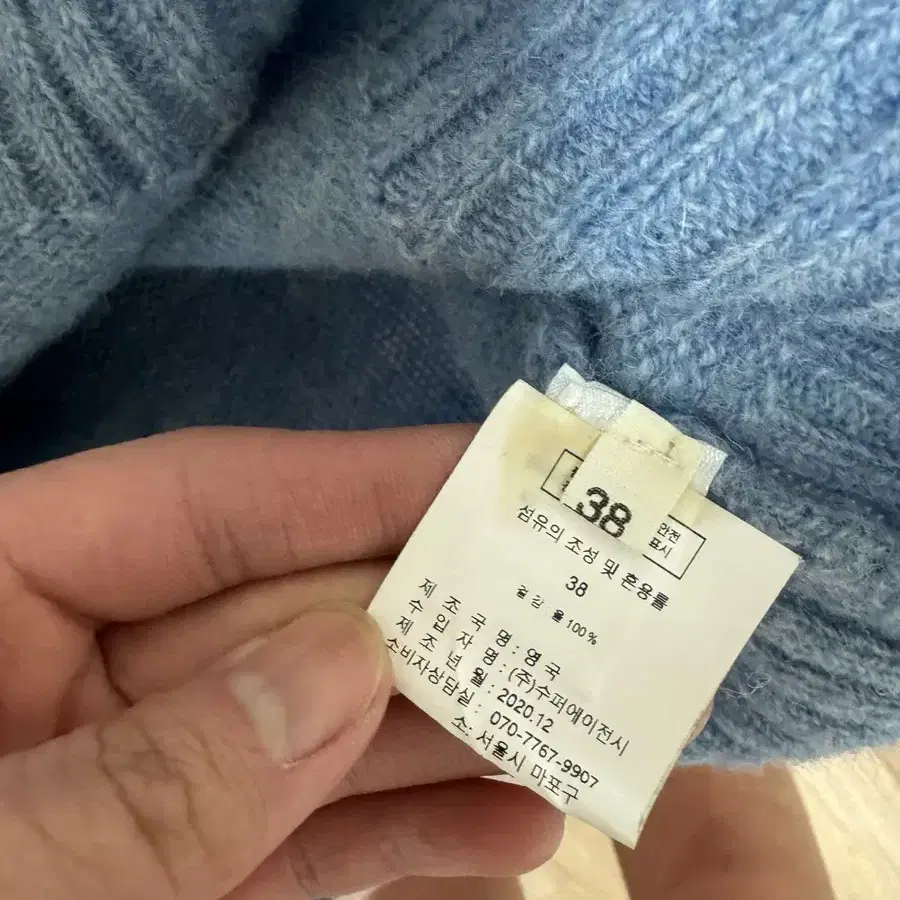 38
안전
표시
섬유의 조성 및 혼용률
38
겉감 울 100%
제 조 국 명 : 영국
수 입 자 명 : (주)수퍼에이전시
제 조 년 월 : 2020.12
소비자상담실 : 070-7767-9907
소: 서울시 마포구